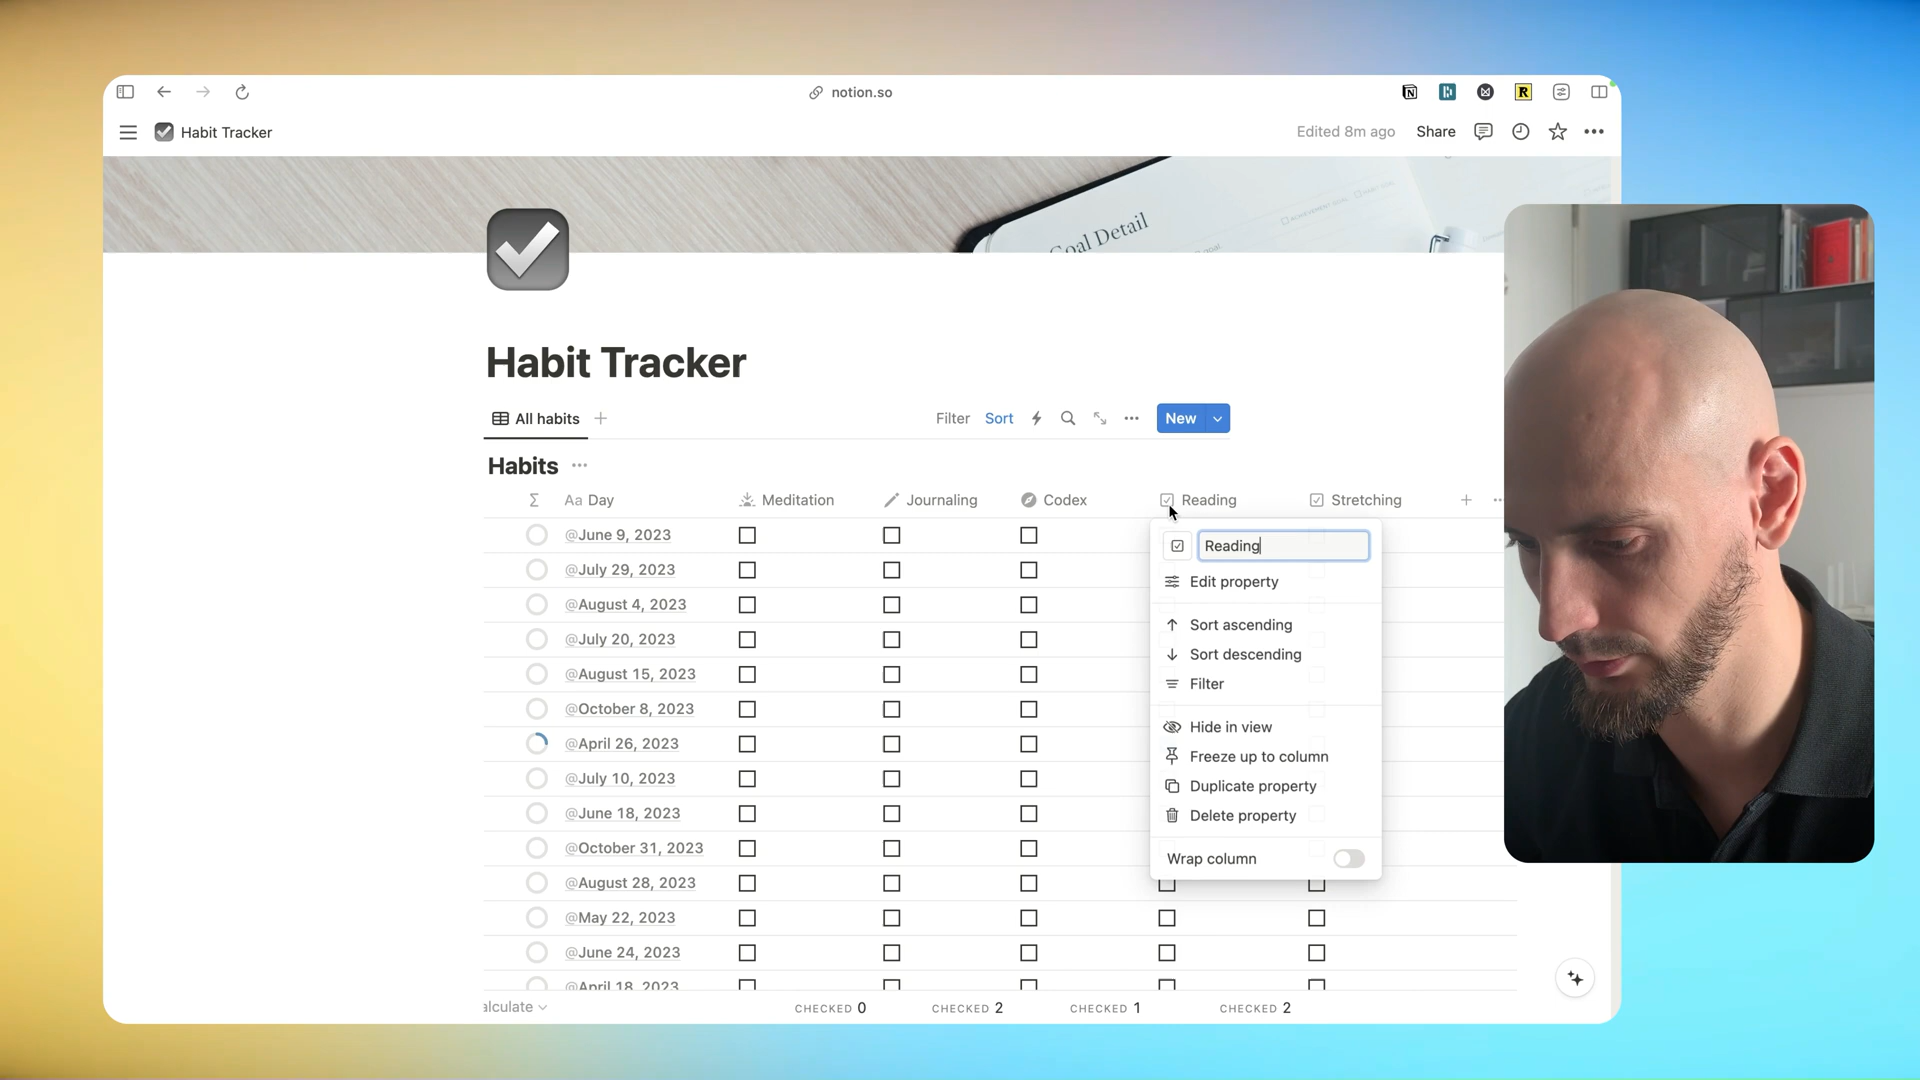 notion.so
Habit Tracker
Edited 8m ago Share
Goal Detail
Habit Tracker
All habits
Filter Sort New
Habits
Σ Aa Day Meditation Journaling Codex Reading Stretching
@June 9, 2023
Reading
@July 29, 2023
Edit property
@August 4, 2023
Sort ascending
@July 20, 2023
Sort descending
@August 15, 2023
Filter
@October 8, 2023
Hide in view
@April 26, 2023
Freeze up to column
@July 10, 2023
Duplicate property
@June 18, 2023
Delete property
@October 31, 2023
Wrap column
@August 28, 2023
@May 22, 2023
@June 24, 2023
@April 18, 2023
alculate CHECKED 0 CHECKED 2 CHECKED 1 CHECKED 2